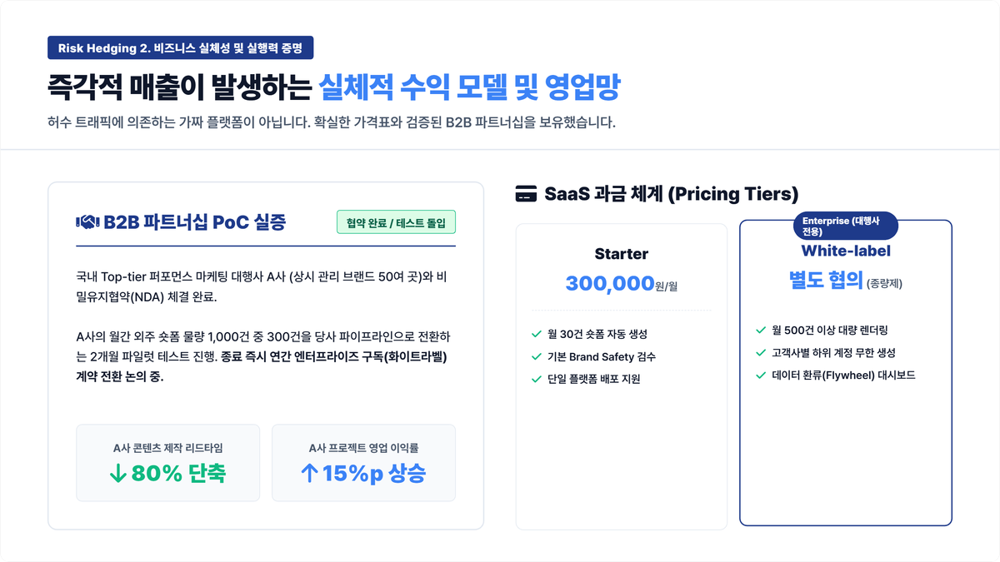 Risk Hedging 2. 비즈니스 실체성 및 실행력 증명
즉각적 매출이 발생하는 실체적 수익 모델 및 영업망
허수 트래픽에 의존하는 가짜 플랫폼이 아닙니다. 확실한 가격표와 검증된 B2B 파트너십을 보유했습니다.
B2B 파트너십 PoC 실증
협약 완료 / 테스트 돌입
국내 Top-tier 퍼포먼스 마케팅 대행사 A사 (상시 관리 브랜드 50여 곳)와 비
밀유지협약(NDA) 체결 완료.
A사의 월간 외주 숏폼 물량 1,000건 중 300건을 당사 파이프라인으로 전환하
는 2개월 파일럿 테스트 진행. 종료 즉시 연간 엔터프라이즈 구독(화이트라벨)
계약 전환 논의 중.
A사 콘텐츠 제작 리드타임
↓80% 단축
A사 프로젝트 영업 이익률
↑15%p 상승
SaaS 과금 체계 (Pricing Tiers)
Starter
300,000원/월
월 30건 숏폼 자동 생성
기본 Brand Safety 검수
단일 플랫폼 배포 지원
Enterprise (대행사
전용)
White-label
별도 협의 (종량제)
월 500건 이상 대량 렌더링
고객사별 하위 계정 무한 생성
데이터 환류(Flywheel) 대시보드